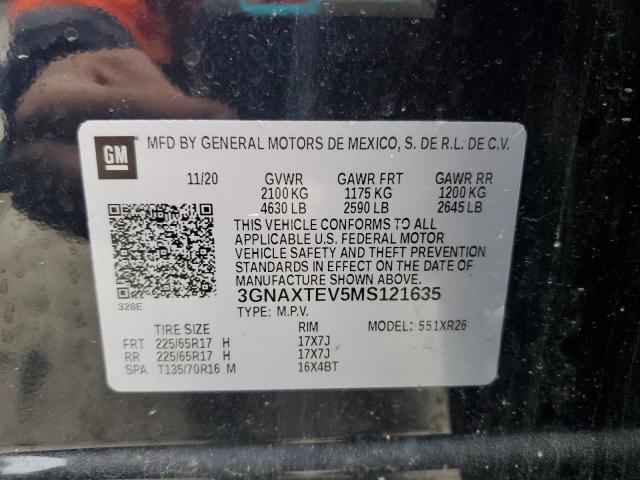 GM
MFD BY GENERAL MOTORS DE MEXICO, S. DE R.L. DE C.V.
11/20 GVWR GAWR FRT GAWR RR
2100 KG 1175 KG 1200 KG
4630 LB 2590 LB 2645 LB
THIS VEHICLE CONFORMS TO ALL
APPLICABLE U.S. FEDERAL MOTOR
VEHICLE SAFETY AND THEFT PREVENTION
STANDARDS IN EFFECT ON THE DATE OF
MANUFACTURE SHOWN ABOVE.
328E 3GNAXTEV5MS121635
TYPE: M.P.V.
TIRE SIZE RIM MODEL: 551XR26
FRT 225/65R17 H 17X7J
RR 225/65R17 H 17X7J
SPA T135/70R16 M 16X4BT